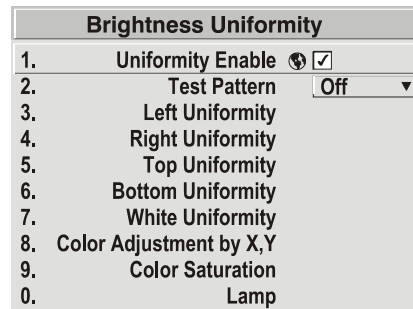 Brightness Uniformity
1. Uniformity Enable
2. Test Pattern Off
3. Left Uniformity
4. Right Uniformity
5. Top Uniformity
6. Bottom Uniformity
7. White Uniformity
8. Color Adjustment by X,Y
9. Color Saturation
0. Lamp